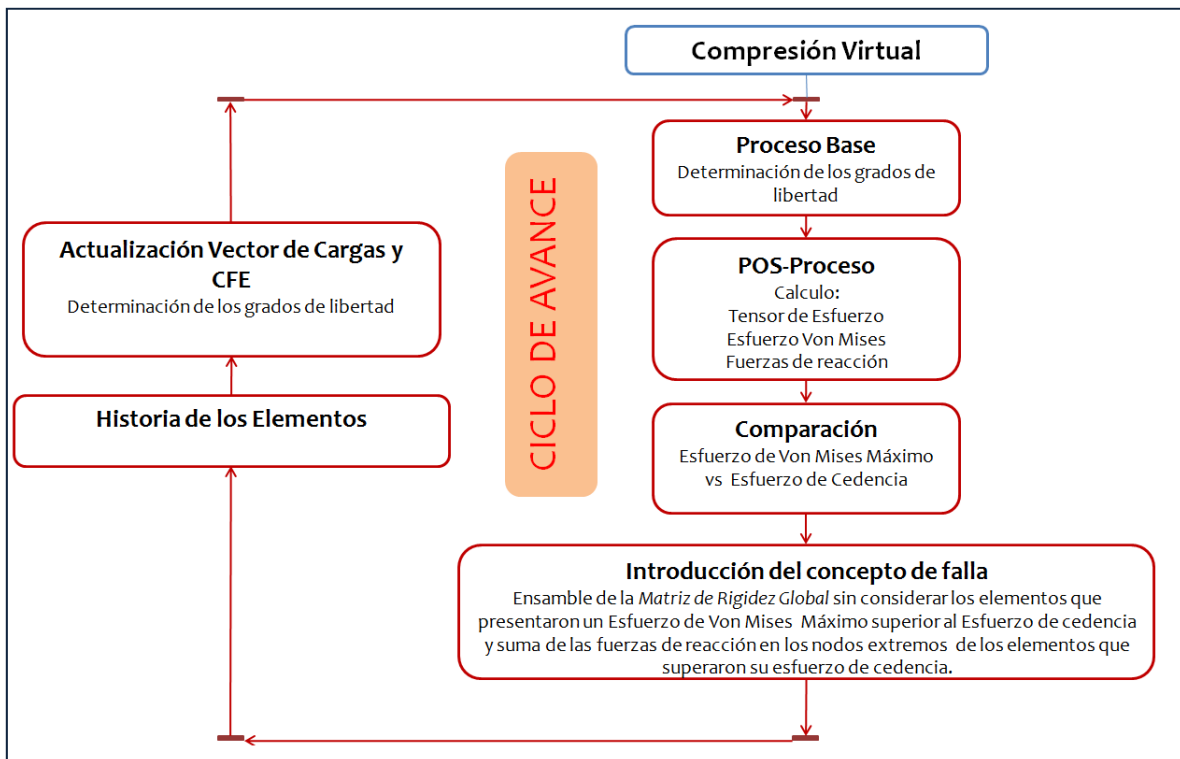 Compresión Virtual
Proceso Base
Determinación de los grados de
libertad
POS-Proceso
Calculo:
Tensor de Esfuerzo
Esfuerzo Von Mises
Fuerzas de reacción
Comparación
Esfuerzo de Von Mises Máximo
vs Esfuerzo de Cedencia
Introducción del concepto de falla
Ensamble de la Matriz de Rigidez Global sin considerar los elementos que
presentaron un Esfuerzo de Von Mises Máximo superior al Esfuerzo de cedencia
y suma de las fuerzas de reacción en los nodos extremos de los elementos que
superaron su esfuerzo de cedencia.
Historia de los Elementos
Actualización Vector de Cargas y
CFE
Determinación de los grados de libertad
CICLO DE AVANCE